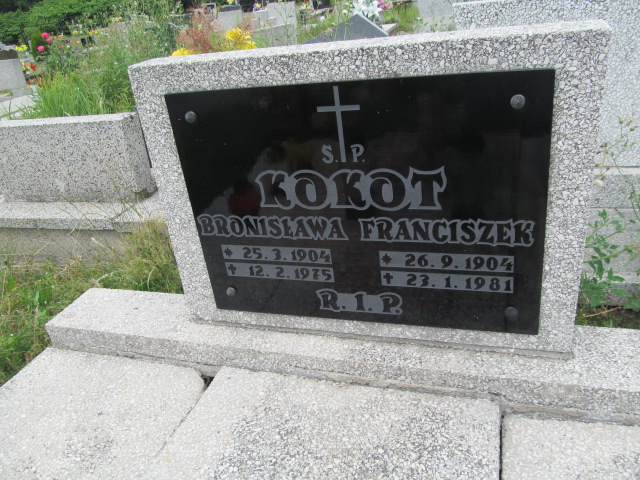 S.P.
KOKOT
BRONISŁAWA FRANCISZEK
* 25.3.1904 * 26.9.1904
† 12.2.1975 † 23.1.1981
R.I.P.